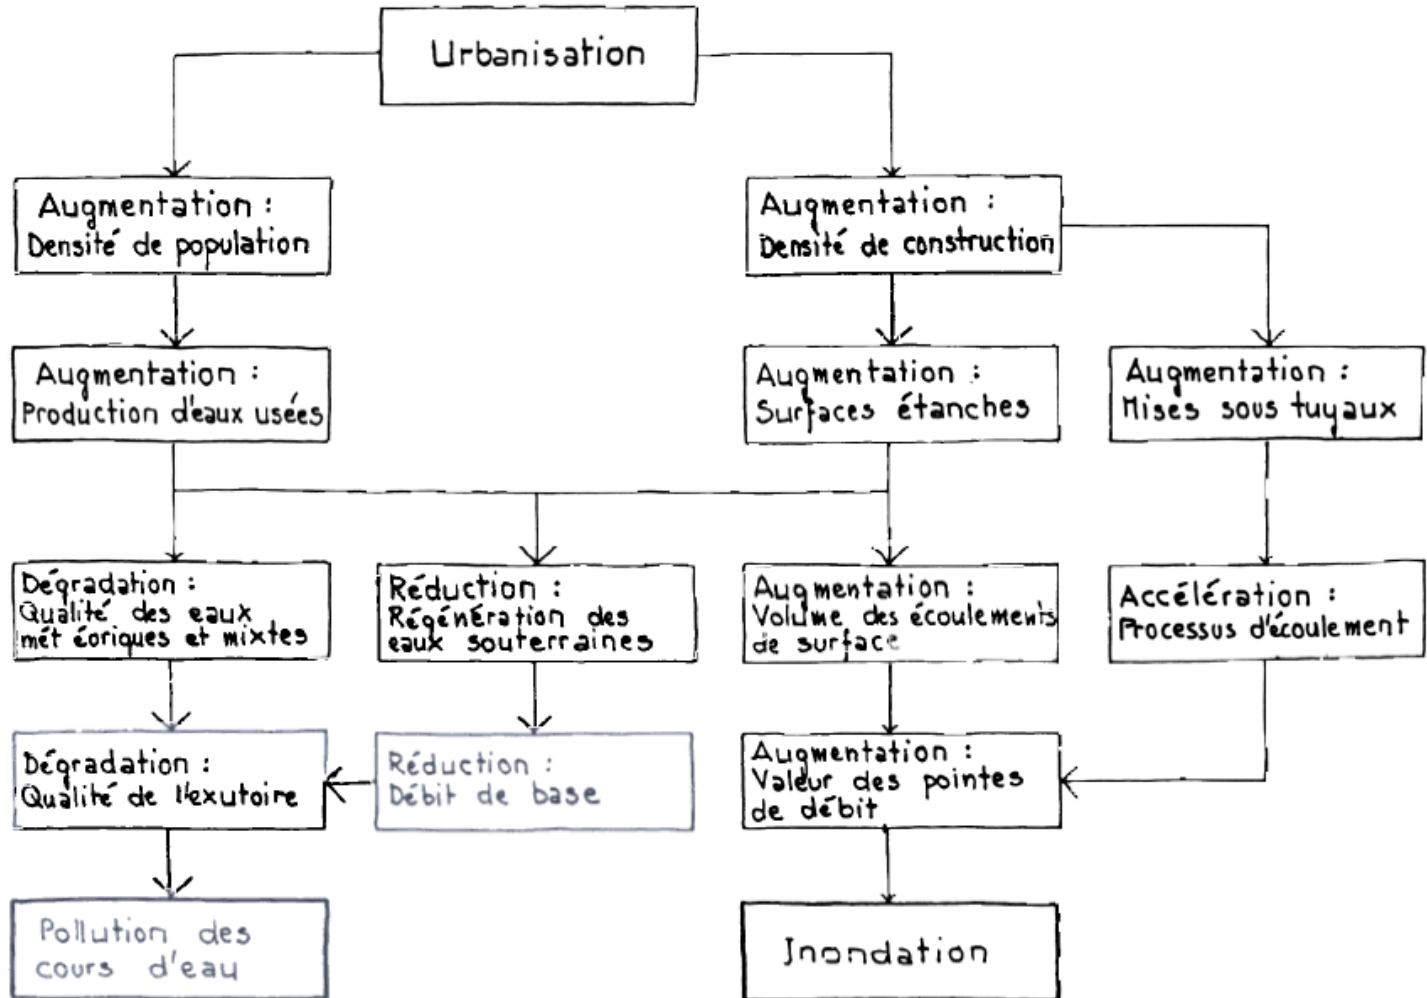 Urbanisation
Augmentation :
Densité de population
Augmentation :
Densité de construction
Augmentation :
Production d'eaux usées
Augmentation :
Surfaces étanches
Augmentation :
Mises sous tuyaux
Dégradation :
Qualité des eaux
météoriques et mixtes
Réduction :
Régénération des
eaux souterraines
Augmentation :
Volume des écoulements
de surface
Accélération :
Processus d'écoulement
Dégradation :
Qualité de l'exutoire
Réduction :
Débit de base
Augmentation :
Valeur des pointes
de débit
Pollution des
cours d'eau
Inondation